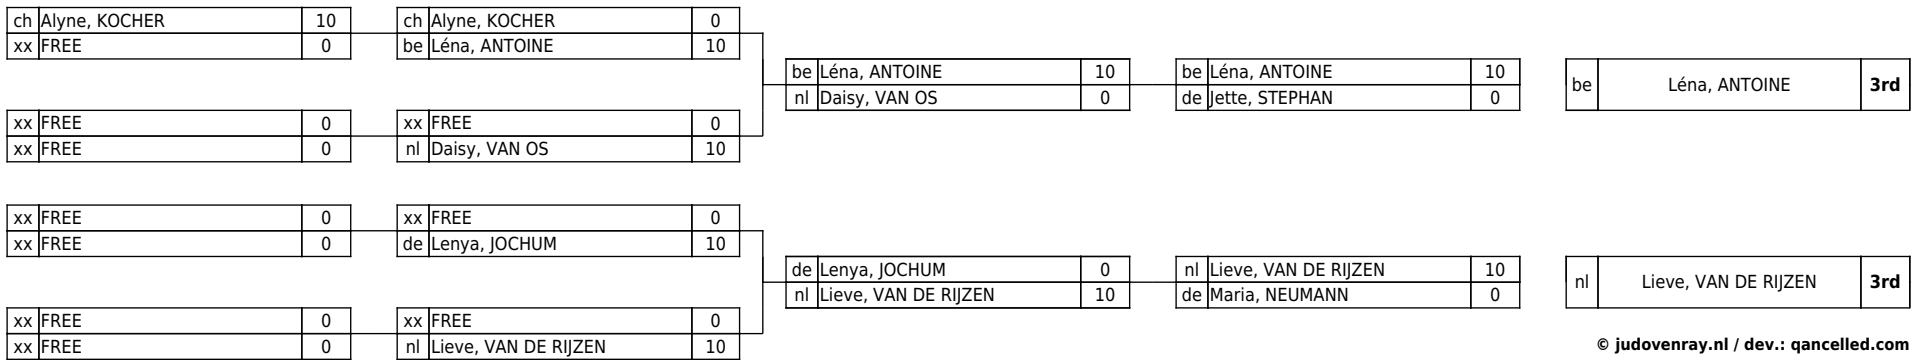 ch Alyne, KOCHER 10 ch Alyne, KOCHER 0
xx FREE 0 be Léna, ANTOINE 10
be Léna, ANTOINE 10 be Léna, ANTOINE 10
be Léna, ANTOINE 3rd
nl Daisy, VAN OS 0 de Jette, STEPHAN 0
xx FREE 0 xx FREE 0
xx FREE 0 nl Daisy, VAN OS 10
xx FREE 0 xx FREE 0
xx FREE 0 de Lenya, JOCHUM 10
de Lenya, JOCHUM 0 nl Lieve, VAN DE RIJZEN 10
nl Lieve, VAN DE RIJZEN 3rd
nl Lieve, VAN DE RIJZEN 10 de Maria, NEUMANN 0
xx FREE 0 xx FREE 0
xx FREE 0 nl Lieve, VAN DE RIJZEN 10
© judovenray.nl / dev.: qancelled.com